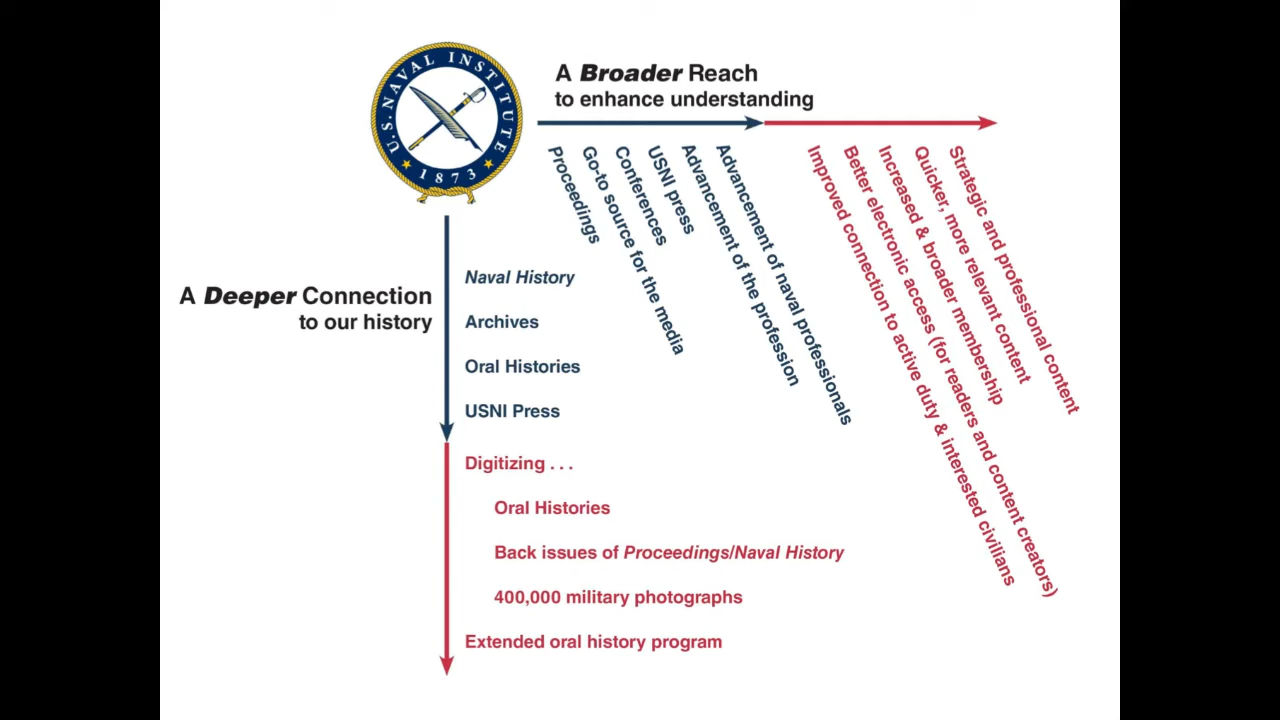 U.S. NAVAL INSTITUTE
1873
A Broader Reach
to enhance understanding
Proceedings
Go-to source for the media
Conferences
USNI press
Advancement of the profession
Advancement of naval professionals
Improved connection to active duty & interested civilians
Better electronic access (for readers and content creators)
Increased & broader membership
Quicker, more relevant content
Strategic and professional content
A Deeper Connection
to our history
Naval History
Archives
Oral Histories
USNI Press
Digitizing . . .
Oral Histories
Back issues of Proceedings/Naval History
400,000 military photographs
Extended oral history program